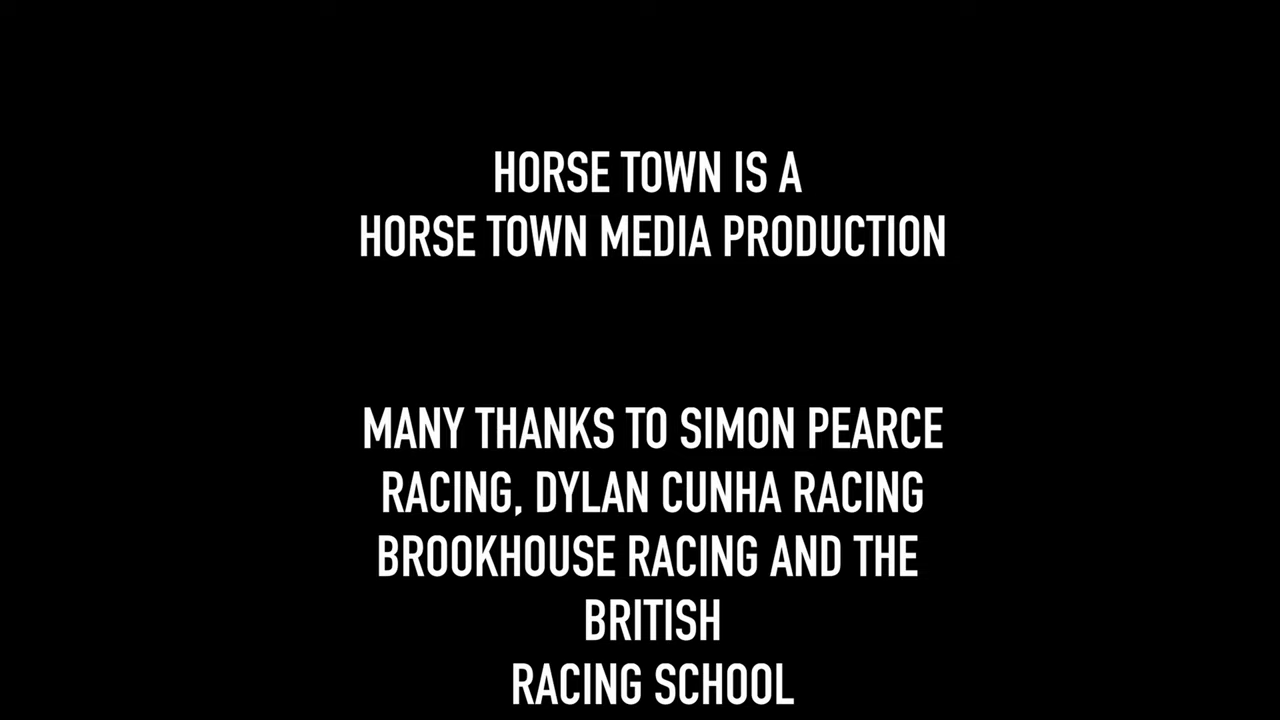 HORSE TOWN IS A
HORSE TOWN MEDIA PRODUCTION
MANY THANKS TO SIMON PEARCE
RACING, DYLAN CUNHA RACING
BROOKHOUSE RACING AND THE
BRITISH
RACING SCHOOL